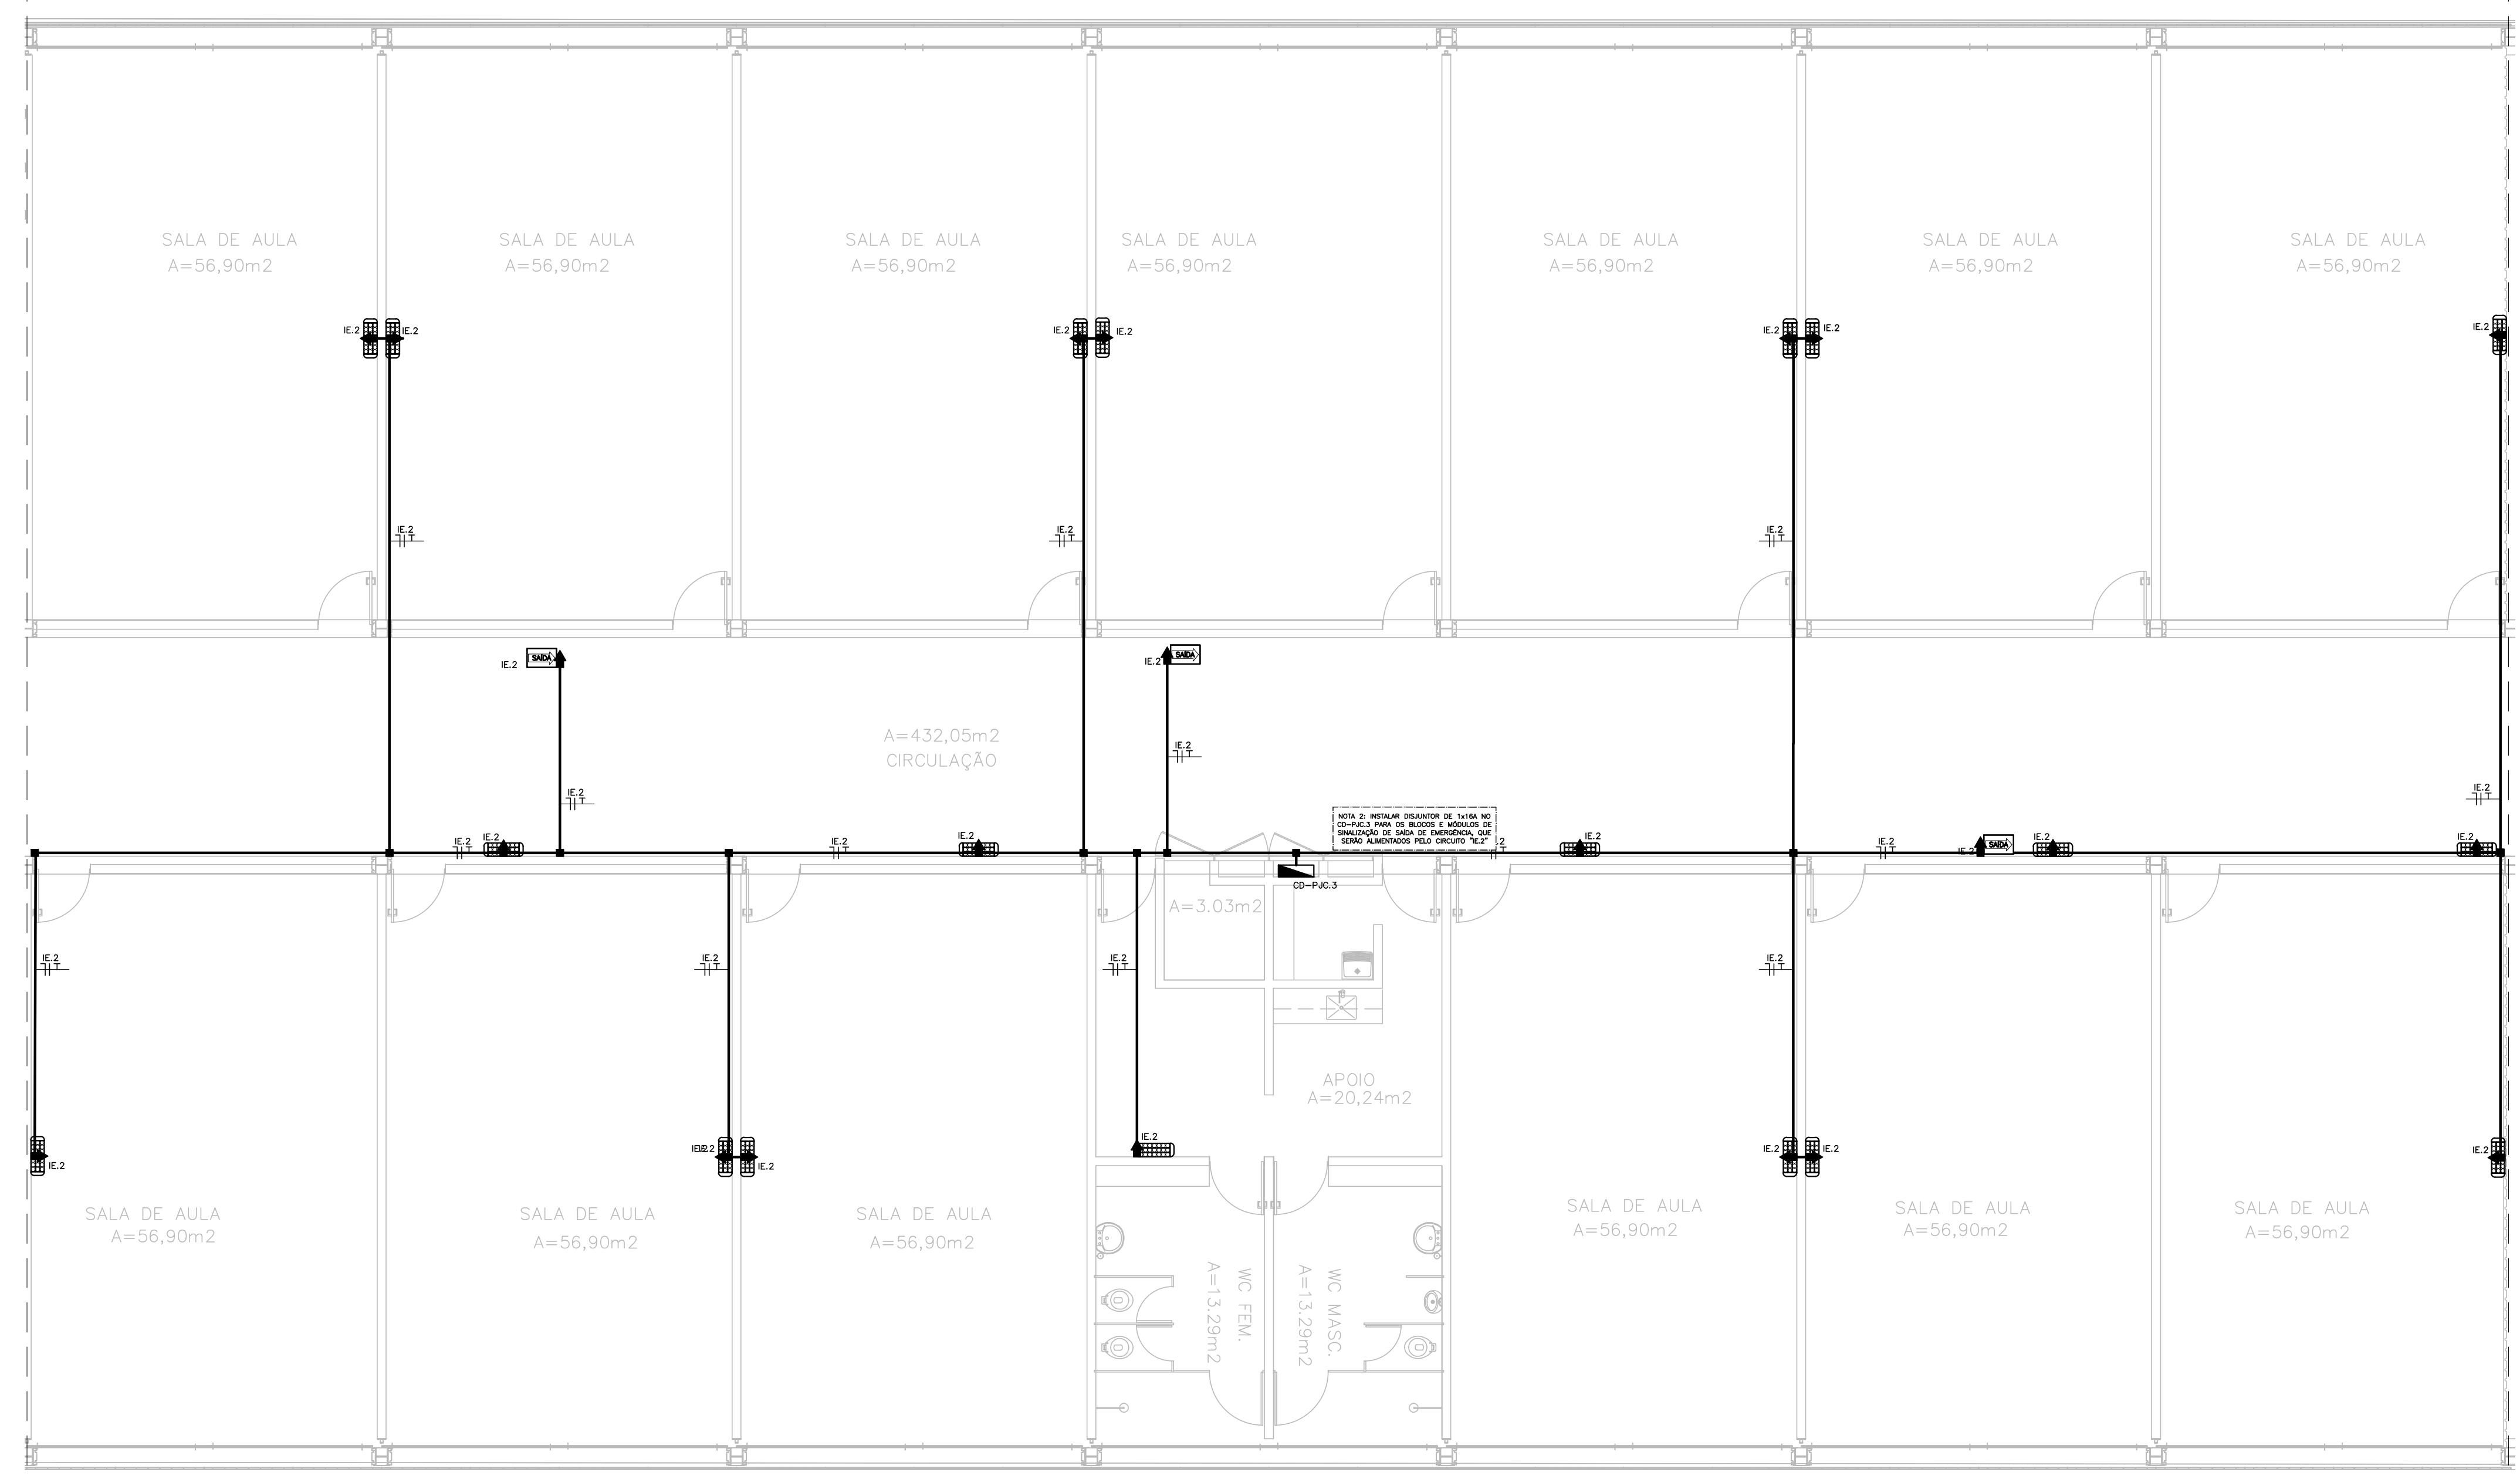 SALA DE AULA
A=56,90m2
SALA DE AULA
A=56,90m2
SALA DE AULA
A=56,90m2
SALA DE AULA
A=56,90m2
SALA DE AULA
A=56,90m2
SALA DE AULA
A=56,90m2
SALA DE AULA
A=56,90m2
IE.2
IE.2
IE.2
IE.2
IE.2
IE.2
IE.2
IE.2
IE.2
IE.2
IE.2
SAÍDA
IE.2
SAÍDA
A=432,05m2
CIRCULAÇÃO
IE.2
IE.2
IE.2
IE.2
IE.2
IE.2
IE.2
NOTA 2: INSTALAR DISJUNTOR DE 1x16A NO
CD-PJC.3 PARA OS BLOCOS E MÓDULOS DE
SINALIZAÇÃO DE SAÍDA DE EMERGÊNCIA, QUE
SERÃO ALIMENTADOS PELO CIRCUITO "IE.2"
IE.2
IE.2
IE.2
SAÍDA
IE.2
IE.2
CD-PJC.3
A=3.03m2
IE.2
IE.2
IE.2
IE.2
APOIO
A=20,24m2
IE.2
IE.2
IE.2
IE.2
IE.2
IE.2
IE.2
SALA DE AULA
A=56,90m2
SALA DE AULA
A=56,90m2
SALA DE AULA
A=56,90m2
WC FEM.
A=13.29m2
WC MASC.
A=13.29m2
SALA DE AULA
A=56,90m2
SALA DE AULA
A=56,90m2
SALA DE AULA
A=56,90m2